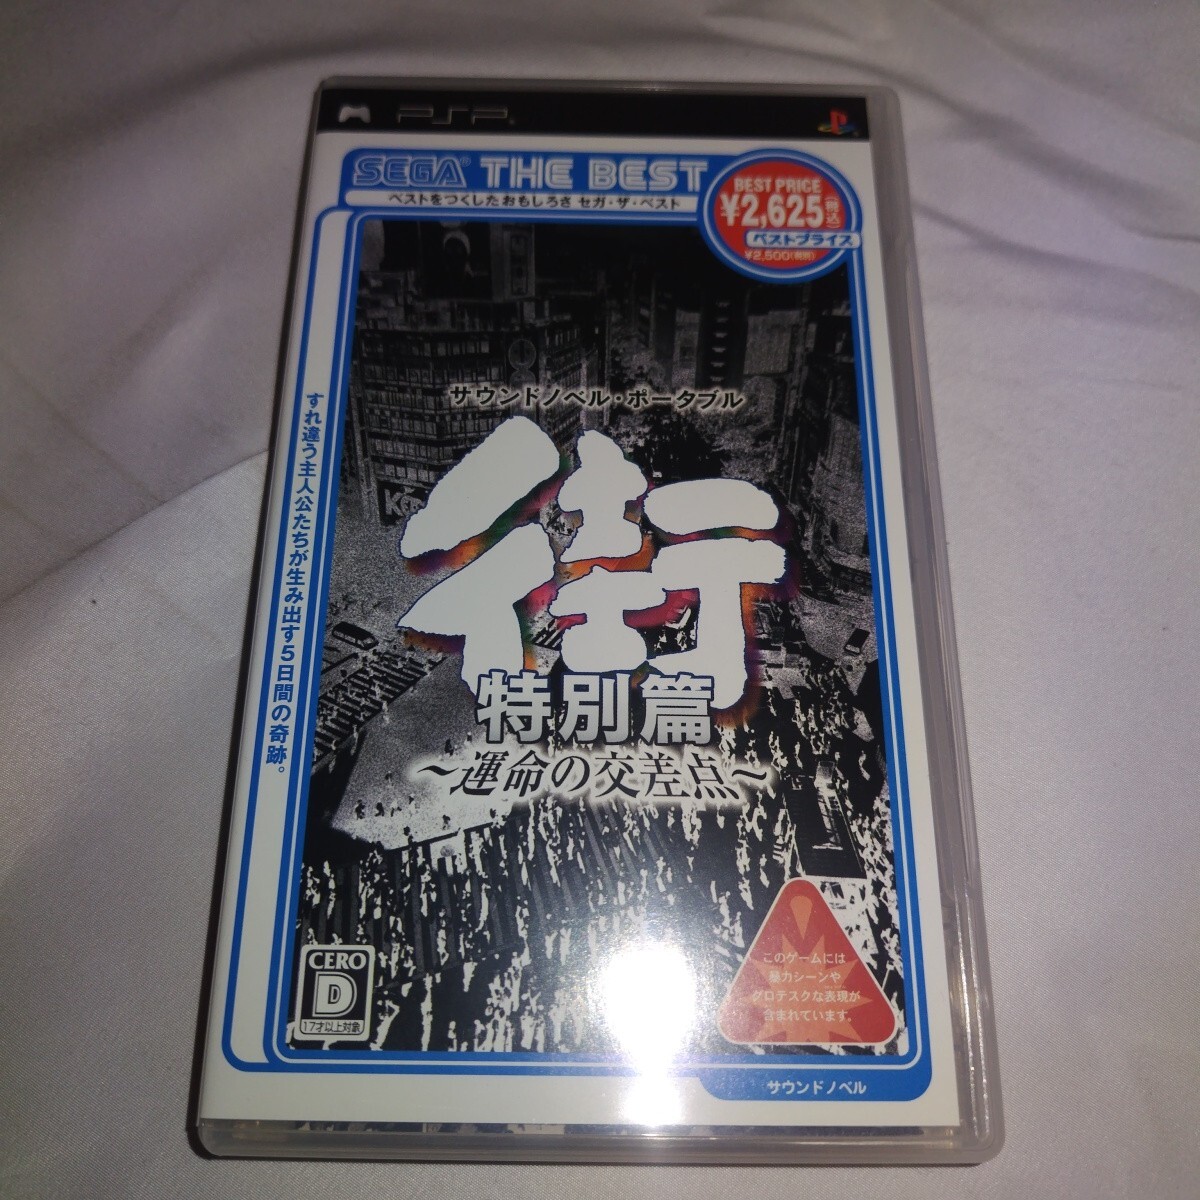 PSP
SEGA® THE BEST
ベストをつくしたおもしろさ セガ・ザ・ベスト
BEST PRICE
¥2,625(税込)
ベストプライス
¥2,500(税別)
すれ違う主人公たちが生み出す5日間の奇跡。
サウンドノベル・ポータブル
街
特別篇
～運命の交差点～
CERO
D
17才以上対象
このゲームには
暴力シーンや
グロテスクな表現が
含まれています。
サウンドノベル